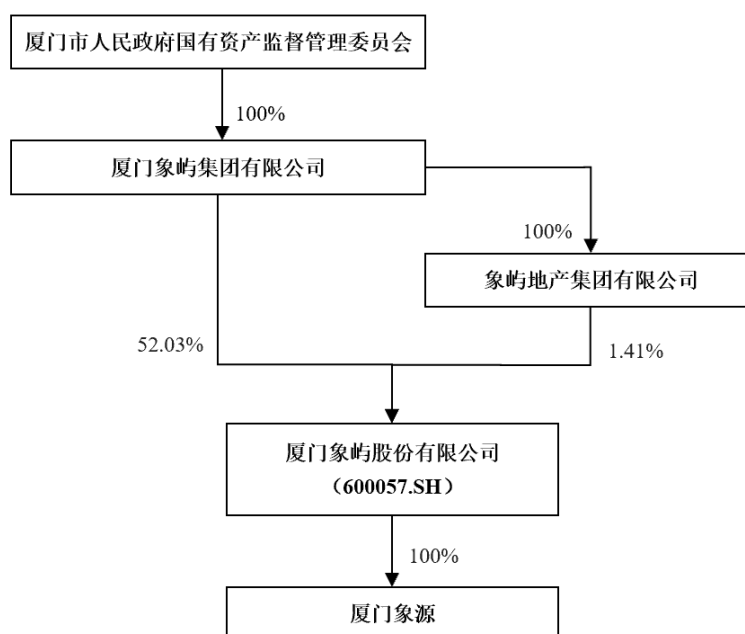 厦门市人民政府国有资产监督管理委员会
100%
厦门象屿集团有限公司
100%
象屿地产集团有限公司
52.03%
1.41%
厦门象屿股份有限公司
（600057.SH）
100%
厦门象源